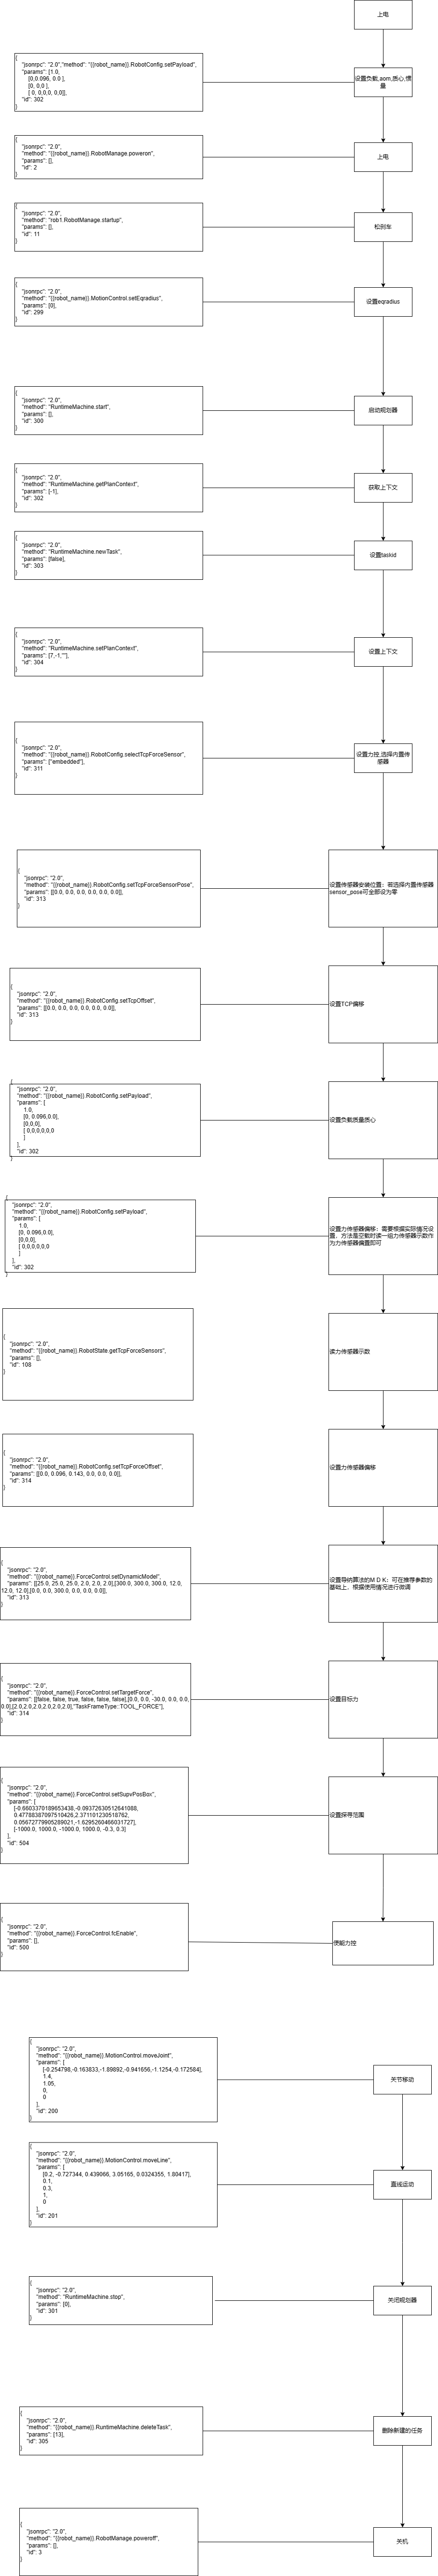 上电
{
"jsonrpc": "2.0","method": "{{robot_name}}.RobotConfig.setPayload",
"params": [1.0,
[0,0.096, 0.0 ],
[0, 0,0 ],
[ 0, 0,0,0, 0,0]],
"id": 302
}
设置负载,aom,质心,惯
量
{
"jsonrpc": "2.0",
"method": "{{robot_name}}.RobotManage.poweron",
"params": [],
"id": 2
}
上电
{
"jsonrpc": "2.0",
"method": "rob1.RobotManage.startup",
"params": [],
"id": 11
}
松刹车
{
"jsonrpc": "2.0",
"method": "{{robot_name}}.MotionControl.setEqradius",
"params": [0],
"id": 299
}
设置eqradius
{
"jsonrpc": "2.0",
"method": "RuntimeMachine.start",
"params": [],
"id": 300
}
启动规划器
{
"jsonrpc": "2.0",
"method": "RuntimeMachine.getPlanContext",
"params": [-1],
"id": 302
}
获取上下文
{
"jsonrpc": "2.0",
"method": "RuntimeMachine.newTask",
"params": [false],
"id": 303
}
设置taskid
{
"jsonrpc": "2.0",
"method": "RuntimeMachine.setPlanContext",
"params": [7,-1,""],
"id": 304
}
设置上下文
{
"jsonrpc": "2.0",
"method": "{{robot_name}}.RobotConfig.selectTcpForceSensor",
"params": ["embedded"],
"id": 311
}
设置力控,选择内置传
感器
{
"jsonrpc": "2.0",
"method": "{{robot_name}}.RobotConfig.setTcpForceSensorPose",
"params": [[0.0, 0.0, 0.0, 0.0, 0.0, 0.0]],
"id": 313
}
设置传感器安装位置：若选择内置传感器
sensor_pose可全部设为零
{
"jsonrpc": "2.0",
"method": "{{robot_name}}.RobotConfig.setTcpOffset",
"params": [[0.0, 0.0, 0.0, 0.0, 0.0, 0.0]],
"id": 313
}
设置TCP偏移
{
"jsonrpc": "2.0",
"method": "{{robot_name}}.RobotConfig.setPayload",
"params": [
1.0,
[0, 0.096,0.0],
[0,0,0],
[ 0,0,0,0,0,0
]
],
"id": 302
}
设置负载质量质心
{
"jsonrpc": "2.0",
"method": "{{robot_name}}.RobotConfig.setPayload",
"params": [
1.0,
[0, 0.096,0.0],
[0,0,0],
[ 0,0,0,0,0,0
]
],
"id": 302
}
设置力传感器偏移：需要根据实际情况设
置，方法是空载时读一组力传感器示数作
为力传感器偏置即可
{
"jsonrpc": "2.0",
"method": "{{robot_name}}.RobotState.getTcpForceSensors",
"params": [],
"id": 108
}
读力传感器示数
{
"jsonrpc": "2.0",
"method": "{{robot_name}}.RobotConfig.setTcpForceOffset",
"params": [[0.0, 0.096, 0.143, 0.0, 0.0, 0.0]],
"id": 314
}
设置力传感器偏移
{
"jsonrpc": "2.0",
"method": "{{robot_name}}.ForceControl.setDynamicModel",
"params": [[25.0, 25.0, 25.0, 2.0, 2.0, 2.0],[300.0, 300.0, 300.0, 12.0,
12.0, 12.0],[0.0, 0.0, 300.0, 0.0, 0.0, 0.0]],
"id": 313
}
设置导纳算法的M D K：可在推荐参数的
基础上，根据使用情况进行微调
{
"jsonrpc": "2.0",
"method": "{{robot_name}}.ForceControl.setTargetForce",
"params": [[false, false, true, false, false, false],[0.0, 0.0, -30.0, 0.0, 0.0,
0.0],[2.0,2.0,2.0,2.0,2.0,2.0],"TaskFrameType::TOOL_FORCE"],
"id": 314
}
设置目标力
{
"jsonrpc": "2.0",
"method": "{{robot_name}}.ForceControl.setSupvPosBox",
"params": [
[-0.6603370189653438,-0.09372630512641088,
0.47788387097510426,2.371101230518762,
0.05672779905289021,-1.6295260466031727],
[-1000.0, 1000.0, -1000.0, 1000.0, -0.3, 0.3]
],
"id": 504
}
设置探寻范围
{
"jsonrpc": "2.0",
"method": "{{robot_name}}.ForceControl.fcEnable",
"params": [],
"id": 500
}
使能力控
{
"jsonrpc": "2.0",
"method": "{{robot_name}}.MotionControl.moveJoint",
"params": [
[-0.254798,-0.163833,-1.89892,-0.941656,-1.1254,-0.172584],
1.4,
1.05,
0,
0
],
"id": 200
}
关节移动
{
"jsonrpc": "2.0",
"method": "{{robot_name}}.MotionControl.moveLine",
"params": [
[0.2, -0.727344, 0.439066, 3.05165, 0.0324355, 1.80417],
0.1,
0.3,
1,
0
],
"id": 201
}
直线运动
{
"jsonrpc": "2.0",
"method": "RuntimeMachine.stop",
"params": [0],
"id": 301
}
关闭规划器
{
"jsonrpc": "2.0",
"method": "{{robot_name}}.RuntimeMachine.deleteTask",
"params": [13],
"id": 305
}
删除新建的任务
{
"jsonrpc": "2.0",
"method": "{{robot_name}}.RobotManage.poweroff",
"params": [],
"id": 3
}
关机